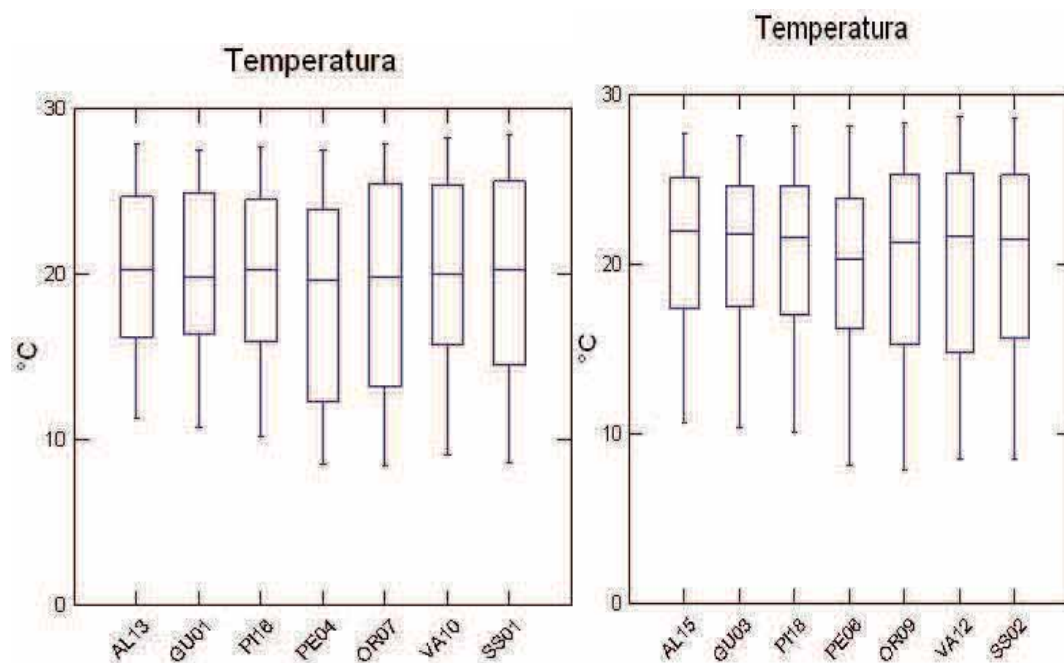 Temperatura
30
20
10
0
°C
AL13 GU01 PI16 PE04 OR07 VA10 SS01
Temperatura
30
20
10
0
°C
AL15 GU03 PI18 PE06 OR09 VA12 SS02